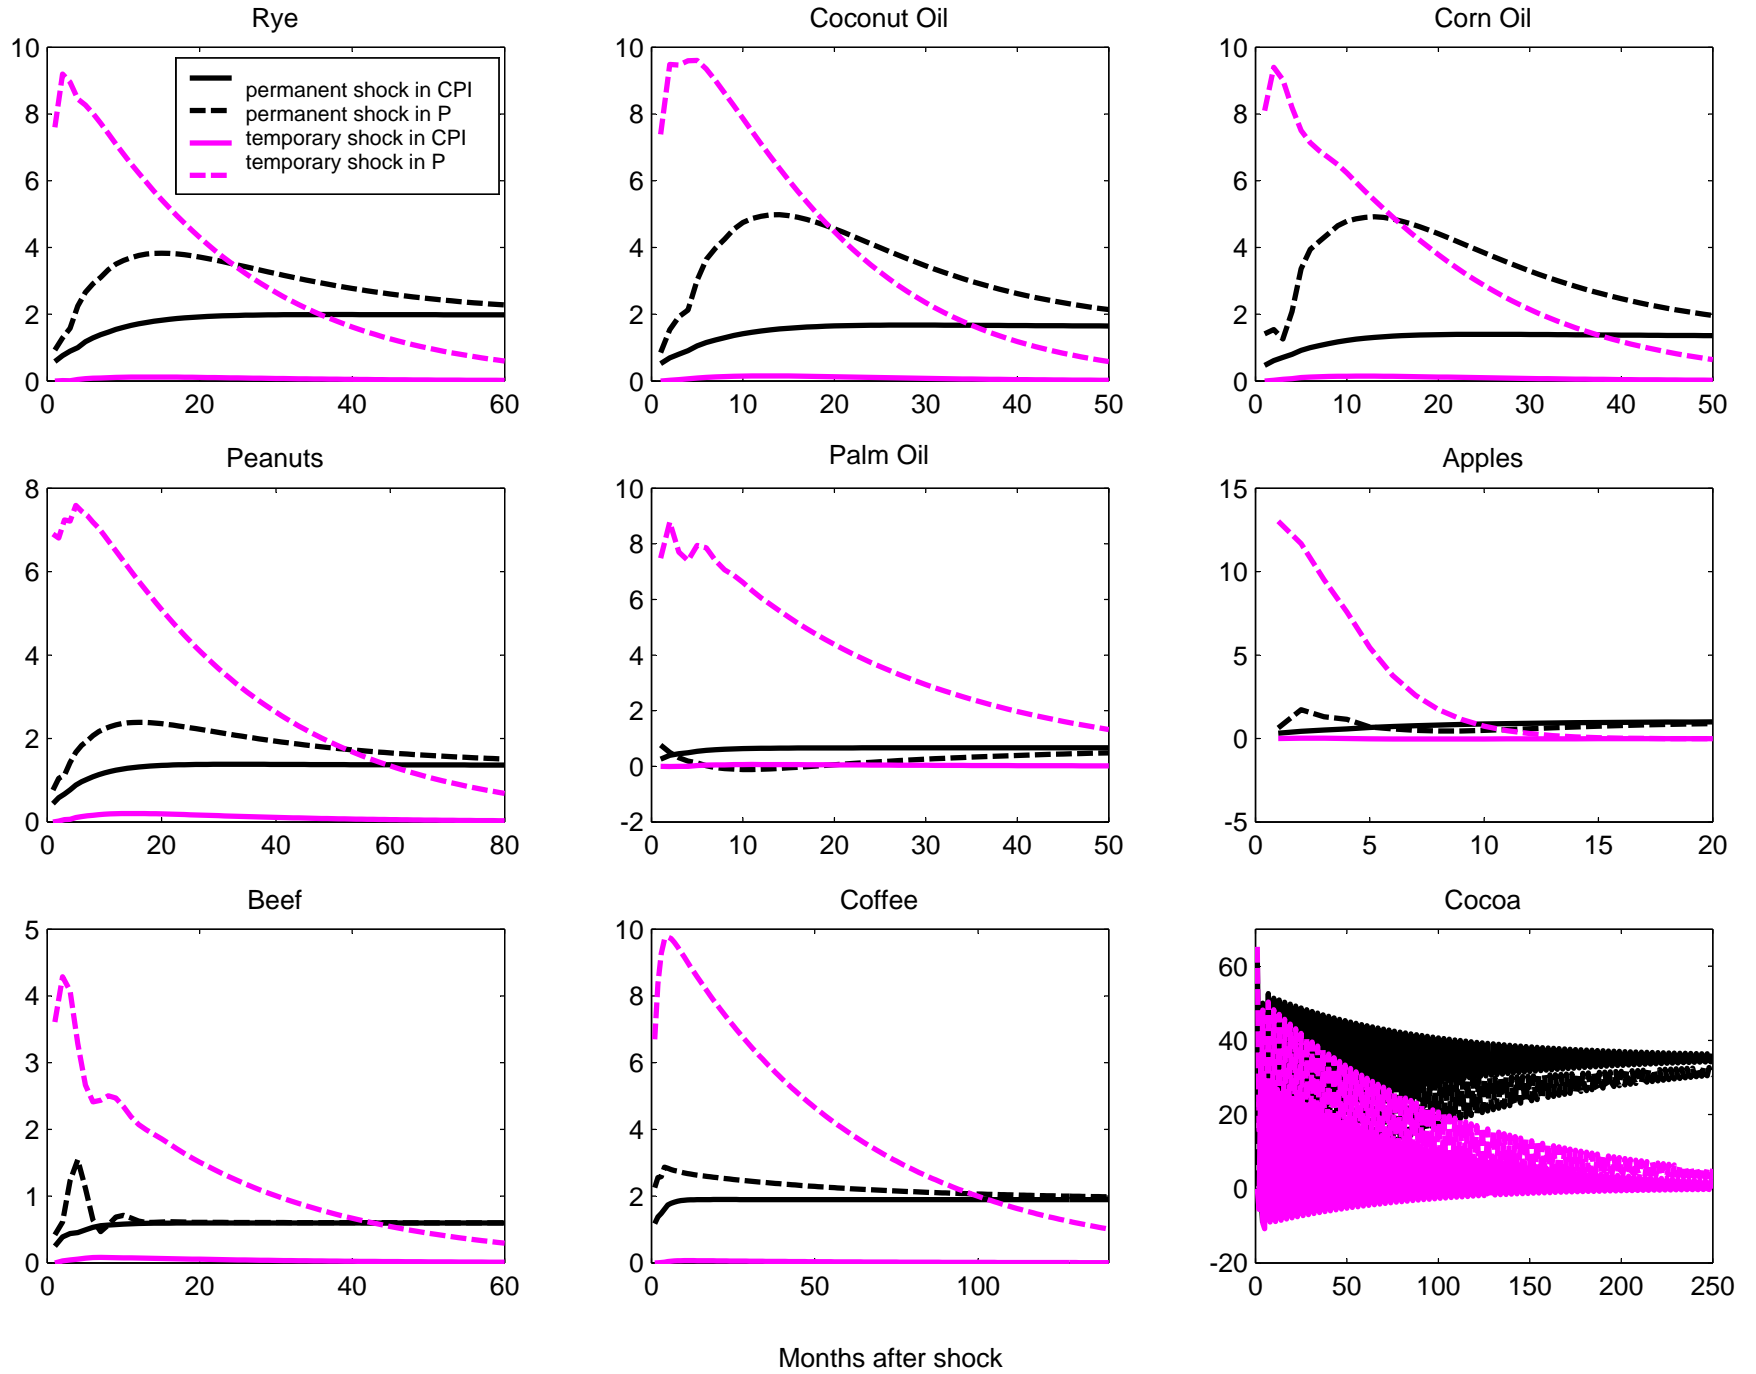 Rye
10
8
6
4
2
0
0 20 40 60
permanent shock in CPI
permanent shock in P
temporary shock in CPI
temporary shock in P
Coconut Oil
10
8
6
4
2
0
0 10 20 30 40 50
Corn Oil
10
8
6
4
2
0
0 10 20 30 40 50
Peanuts
8
6
4
2
0
0 20 40 60 80
Palm Oil
10
8
6
4
2
0
-2
0 10 20 30 40 50
Apples
15
10
5
0
-5
0 5 10 15 20
Beef
5
4
3
2
1
0
0 20 40 60
Coffee
10
8
6
4
2
0
0 50 100
Cocoa
60
40
20
0
-20
0 50 100 150 200 250
Months after shock